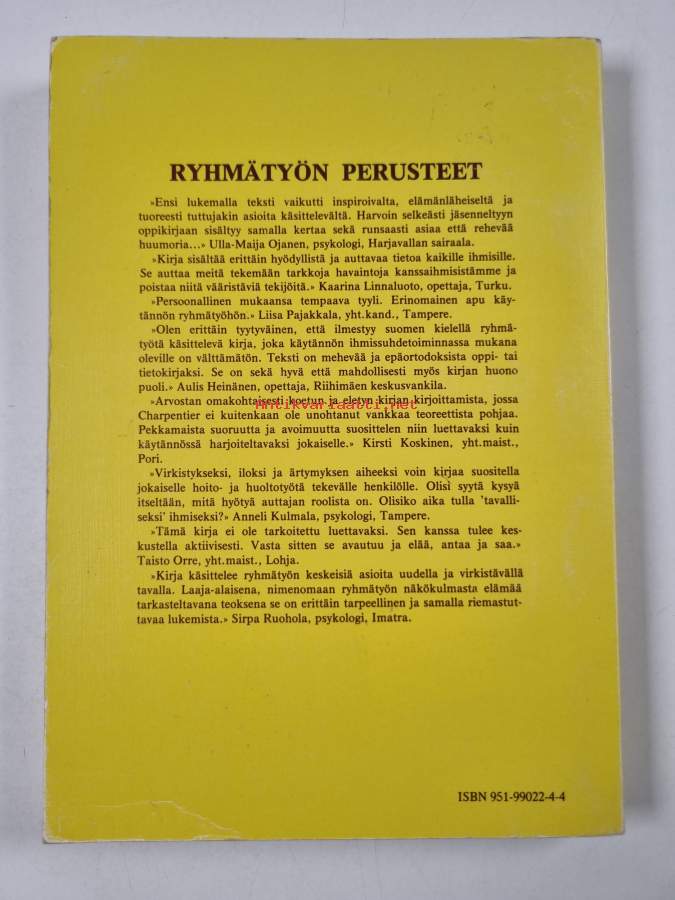 RYHMÄTYÖN PERUSTEET
»Ensi lukemalla teksti vaikutti inspiroivalta, elämänläheiseltä ja
tuoreesti tuttujakin asioita käsittelevältä. Harvoin selkeästi jäsenneltyyn
oppikirjaan sisältyy samalla kertaa sekä runsaasti asiaa että rehevää
huumoria...» Ulla-Maija Ojanen, psykologi, Harjavallan sairaala.
»Kirja sisältää erittäin hyödyllistä ja auttavaa tietoa kaikille ihmisille.
Se auttaa meitä tekemään tarkkoja havaintoja kanssaihmisistämme ja
poistaa niitä vääristäviä tekijöitä.» Kaarina Linnaluoto, opettaja, Turku.
»Persoonallinen mukaansa tempaava tyyli. Erinomainen apu käy-
tännön ryhmätyöhön.» Liisa Pajakkala, yht.kand., Tampere.
»Olen erittäin tyytyväinen, että ilmestyy suomen kielellä ryhmä-
työtä käsittelevä kirja, joka käytännön ihmissuhdetoiminnassa mukana
oleville on välttämätön. Teksti on mehevää ja epäortodoksista oppi- tai
tietokirjaksi. Se on sekä hyvä että mahdollisesti myös kirjan huono
puoli.» Aulis Heinänen, opettaja, Riihimäen keskusvankila.
»Arvostan omakohtaisesti koetun ja eletyn kirjan kirjoittamista, jossa
Antikvariaatti.net
Charpentier ei kuitenkaan ole unohtanut vankkaa teoreettista pohjaa.
Pekkamaista suoruutta ja avoimuutta suosittelen niin luettavaksi kuin
käytännössä harjoiteltavaksi jokaiselle.» Kirsti Koskinen, yht.maist.,
Pori.
»Virkistykseksi, iloksi ja ärtymyksen aiheeksi voin kirjaa suositella
jokaiselle hoito- ja huoltotyötä tekevälle henkilölle. Olisi syytä kysyä
itseltään, mitä hyötyä auttajan roolista on. Olisiko aika tulla 'tavalli-
seksi' ihmiseksi?» Anneli Kulmala, psykologi, Tampere.
»Tämä kirja ei ole tarkoitettu luettavaksi. Sen kanssa tulee kes-
kustella aktiivisesti. Vasta sitten se avautuu ja elää, antaa ja saa.»
Taisto Orre, yht.maist., Lohja.
»Kirja käsittelee ryhmätyön keskeisiä asioita uudella ja virkistävällä
tavalla. Laaja-alaisena, nimenomaan ryhmätyön näkökulmasta elämää
tarkasteltavana teoksena se on erittäin tarpeellinen ja samalla riemastut-
tavaa lukemista.» Sirpa Ruohola, psykologi, Imatra.
ISBN 951-99022-4-4